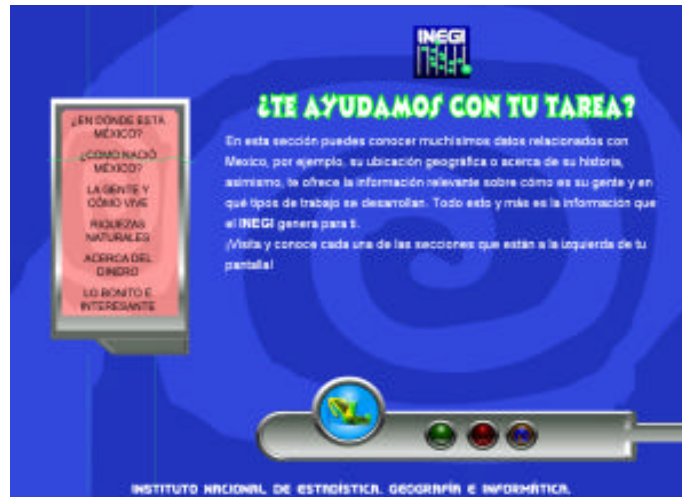 INEGI
¿TE AYUDAMOS CON TU TAREA?
¿EN DONDE ESTA
MÉXICO?
¿COMO NACIÓ
MÉXICO?
LA GENTE Y
CÓMO VIVE
RIQUEZAS
NATURALES
ACERCA DEL
DINERO
LO BONITO E
INTERESANTE
En esta sección puedes conocer muchísimos datos relacionados con
Mexico, por ejemplo, su ubicación geográfica o acerca de su historia,
asimismo, te ofrece la información relevante sobre cómo es su gente y en
qué tipos de trabajo se desarrollan. Todo esto y más es la información que
el INEGI genera para ti.
¡Visita y conoce cada una de las secciones que están a la izquierda de tu
pantalla!
INSTITUTO NACIONAL DE ESTADÍSTICA, GEOGRAFÍA E INFORMÁTICA.